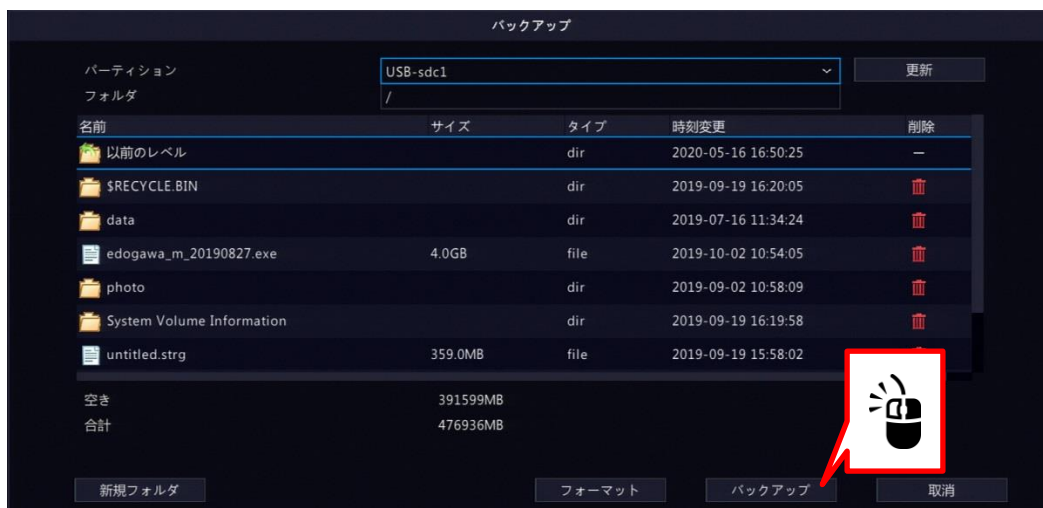 バックアップ
パーティション USB-sdc1 更新
フォルダ /
名前 サイズ タイプ 時刻変更 削除
以前のレベル dir 2020-05-16 16:50:25 —
$RECYCLE.BIN dir 2019-09-19 16:20:05
data dir 2019-07-16 11:34:24
edogawa_m_20190827.exe 4.0GB file 2019-10-02 10:54:05
photo dir 2019-09-02 10:58:09
System Volume Information dir 2019-09-19 16:19:58
untitled.strg 359.0MB file 2019-09-19 15:58:02
空き 391599MB
合計 476936MB
新規フォルダ フォーマット バックアップ 取消